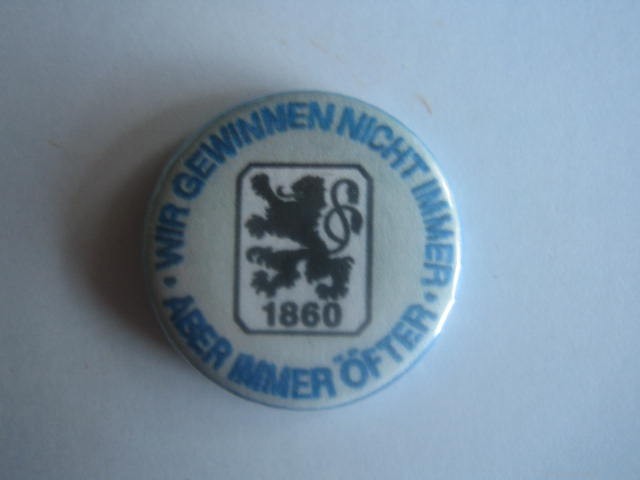 · WIR GEWINNEN NICHT IMMER ·
ABER IMMER ÖFTER
1860